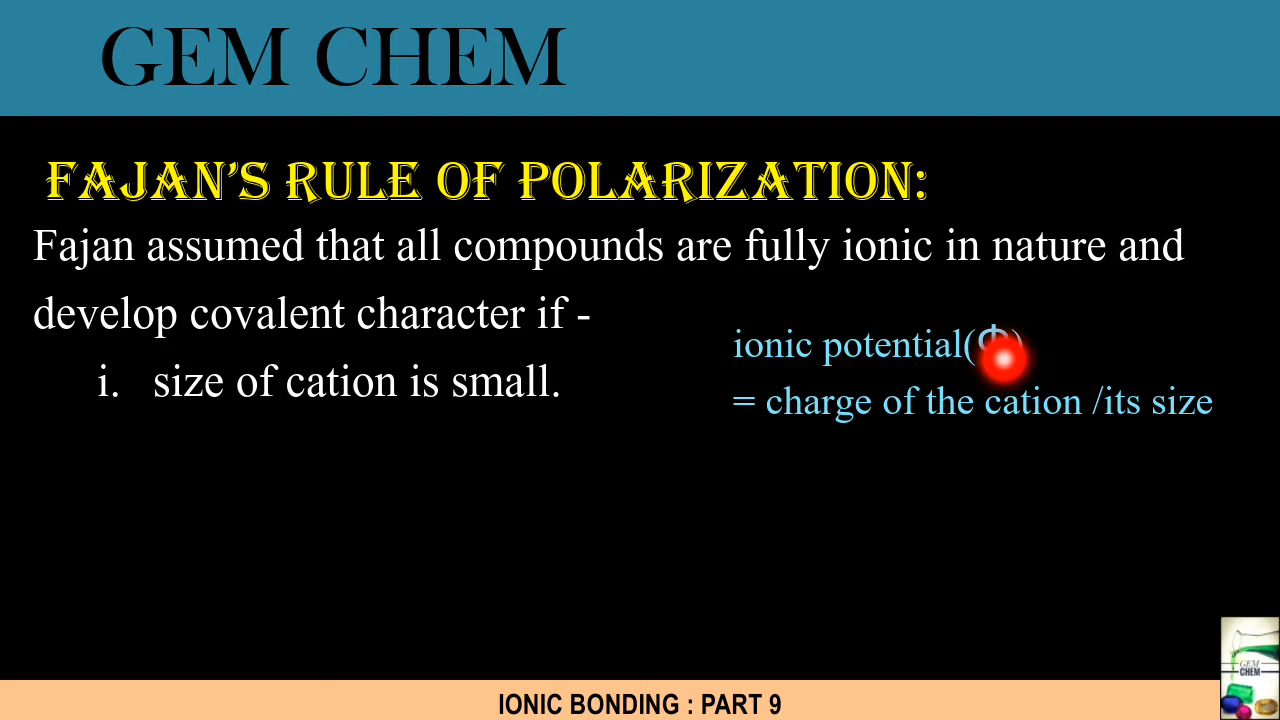 GEM CHEM
FAJAN’S RULE OF POLARIZATION:
Fajan assumed that all compounds are fully ionic in nature and
develop covalent character if -
i. size of cation is small.
ionic potential(Φ)
= charge of the cation /its size
GEM
CHEM
IONIC BONDING : PART 9